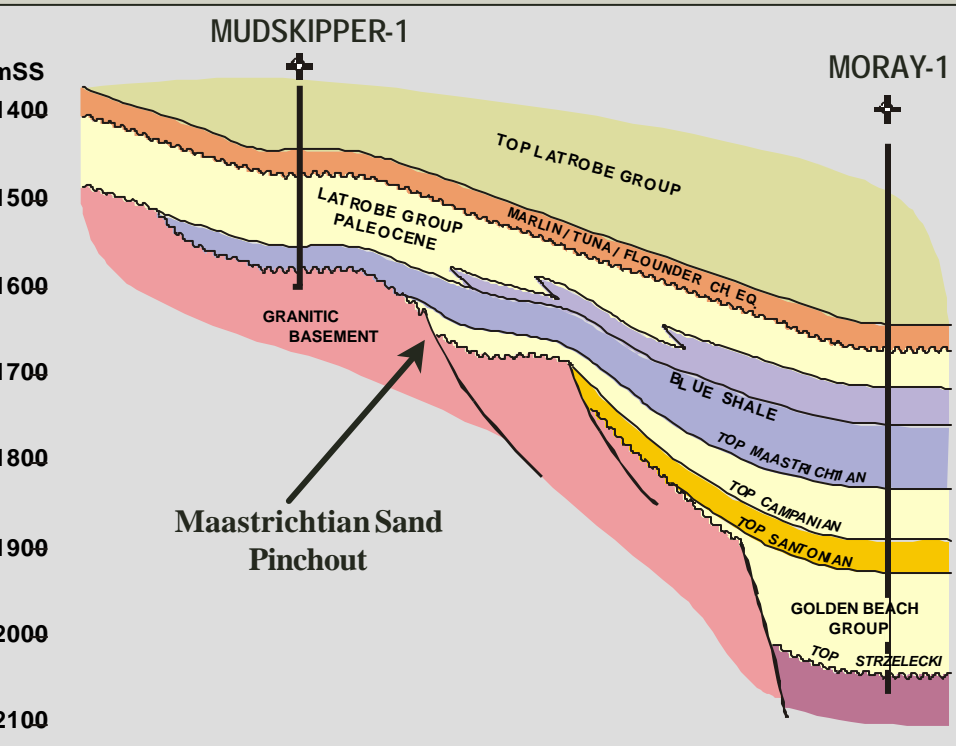 MUDSKIPPER-1
MORAY-1
mSS
1400
1500
1600
1700
1800
1900
2000
2100
TOP LATROBE GROUP
MARLIN/TUNA/FLOUNDER CH EQ
LATROBE GROUP
PALEOCENE
GRANITIC
BASEMENT
BLUE SHALE
TOP MAASTRICHTIAN
TOP CAMPANIAN
TOP SANTONIAN
Maastrichtian Sand
Pinchout
GOLDEN BEACH
GROUP
TOP STRZELECKI